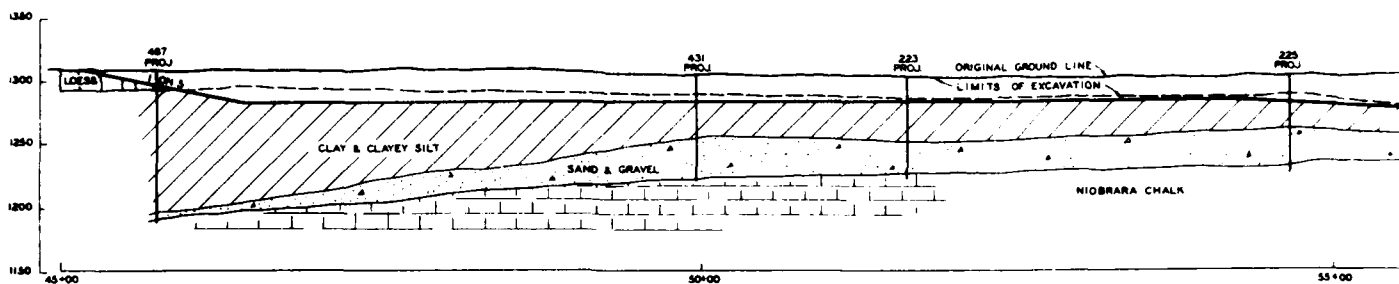 1350
1300
1250
1200
1150
467
PROJ
431
PROJ.
223
PROJ.
225
PROJ
ORIGINAL GROUND LINE
LIMITS OF EXCAVATION
LOESS
CLAY & CLAYEY SILT
SAND & GRAVEL
NIOBRARA CHALK
45+00
50+00
55+00